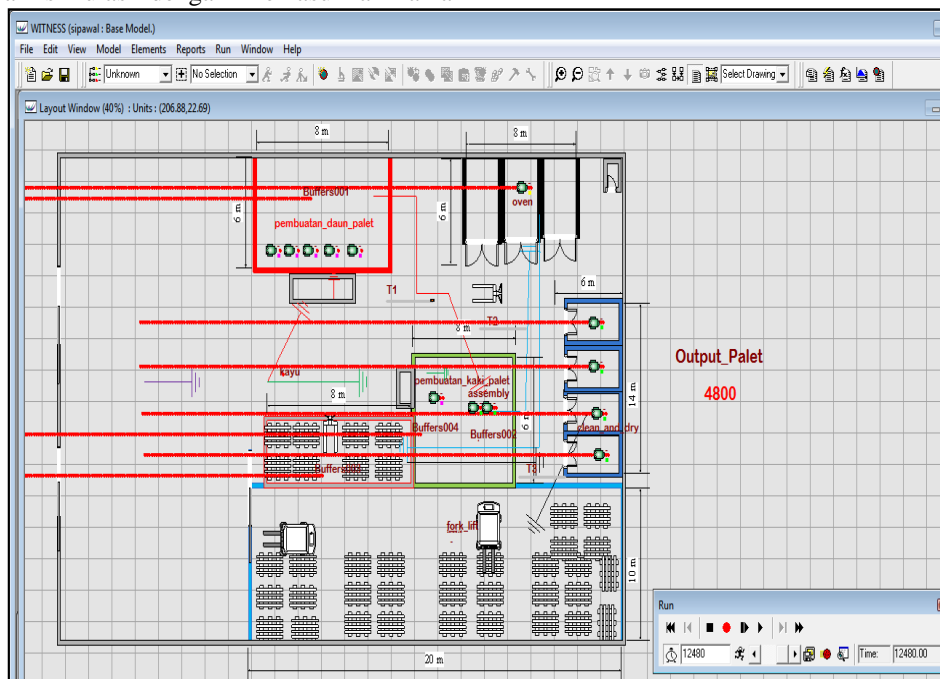 WITNESS (sipawal : Base Model.)
File Edit View Model Elements Reports Run Window Help
Unknown No Selection Select Drawing
Layout Window (40%) : Units : (206.88,22.69)
8 m
8 m
Buffers001
oven
6 m
6 m
pembuatan_daun_palet
6 m
T1
T2
8 m
Output_Palet
kayu
pembuatan_kaki_palet
assembly
4800
8 m
14 m
6 m
Buffers004
Buffers002
clean_and_dry
T3
fork_lift
10 m
20 m
Run
12480 Time: 12480.00